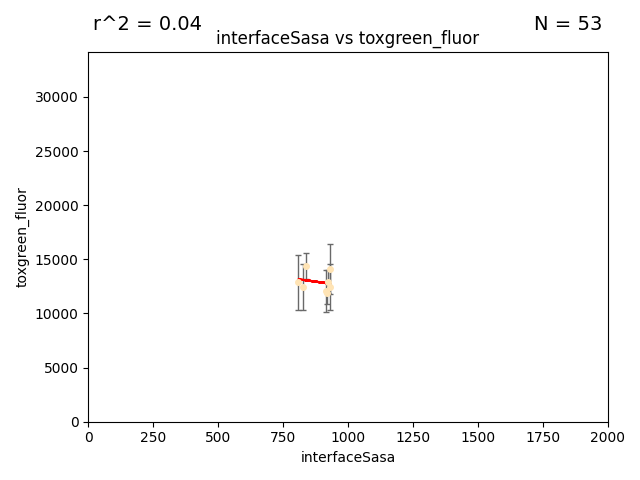 r^2 = 0.04
N = 53
interfaceSasa vs toxgreen_fluor
30000
25000
20000
15000
10000
5000
0
toxgreen_fluor
0 250 500 750 1000 1250 1500 1750 2000
interfaceSasa